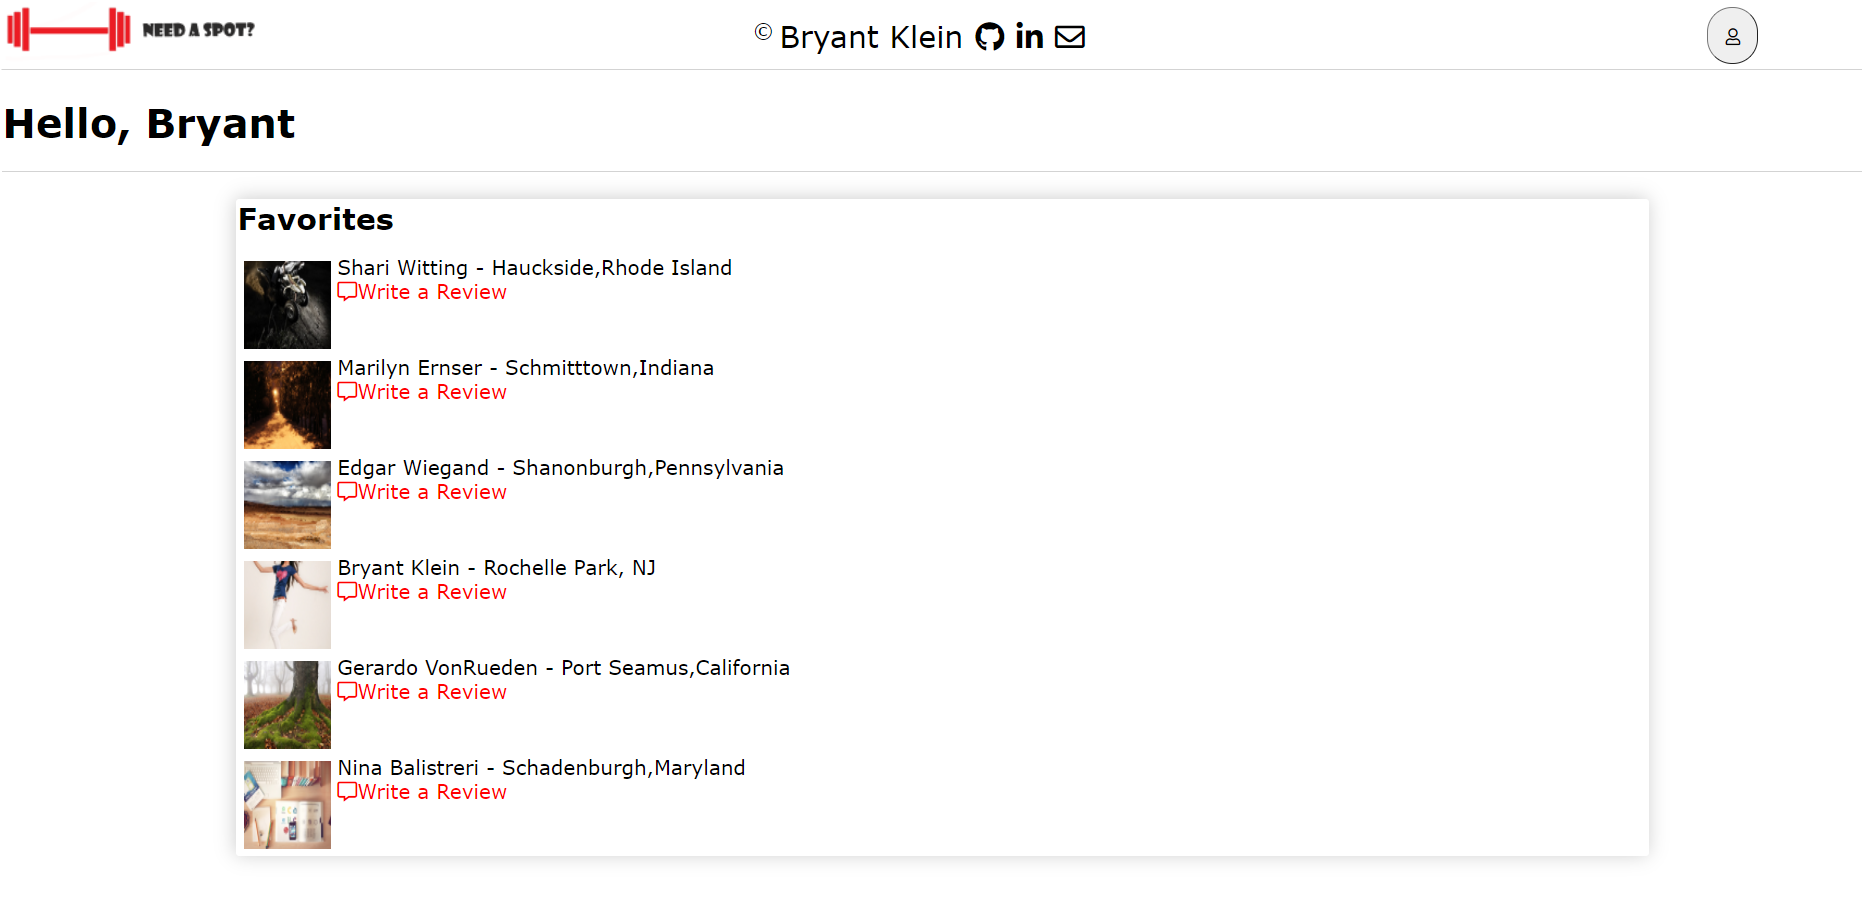 NEED A SPOT?
© Bryant Klein
Hello, Bryant
Favorites
Shari Witting - Hauckside,Rhode Island
Write a Review
Marilyn Ernser - Schmitttown,Indiana
Write a Review
Edgar Wiegand - Shanonburgh,Pennsylvania
Write a Review
Bryant Klein - Rochelle Park, NJ
Write a Review
Gerardo VonRueden - Port Seamus,California
Write a Review
Nina Balistreri - Schadenburgh,Maryland
Write a Review